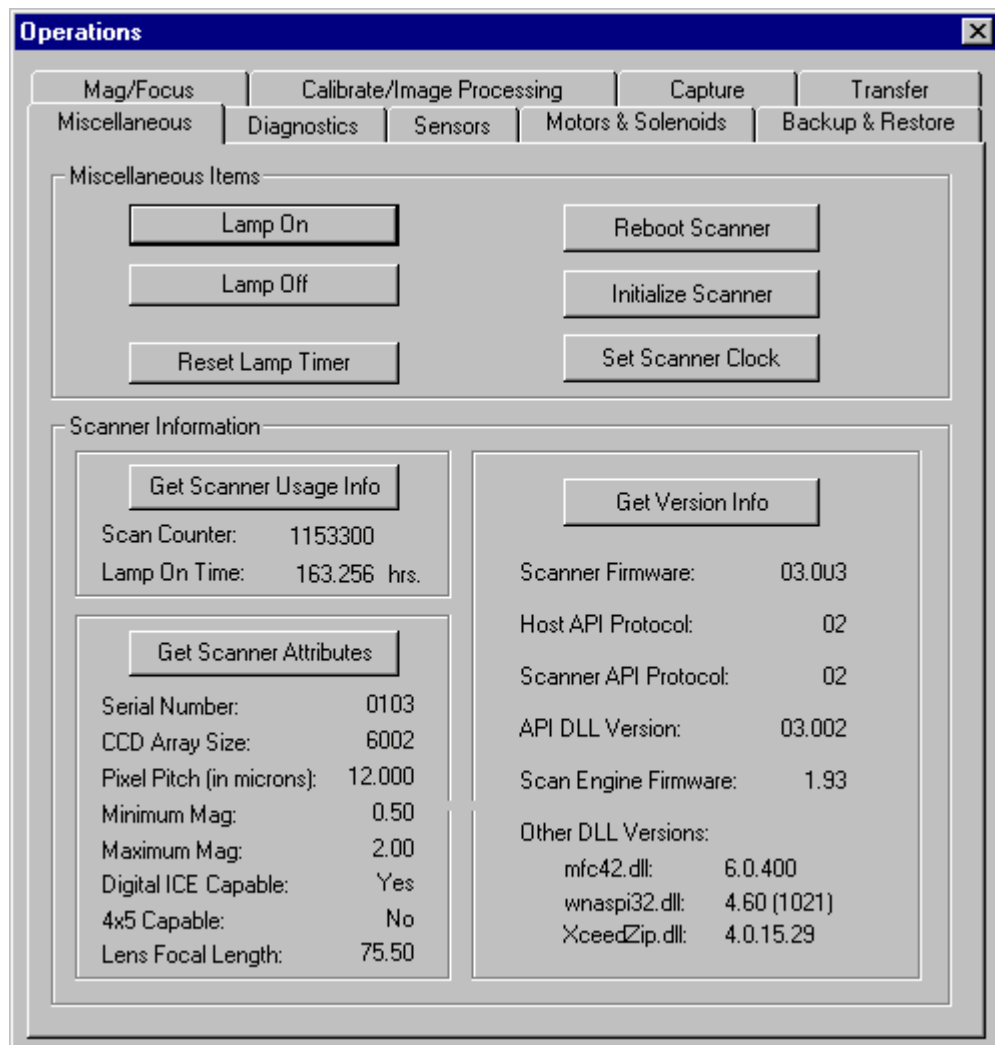 Operations
Mag/Focus Calibrate/Image Processing Capture Transfer
Miscellaneous Diagnostics Sensors Motors & Solenoids Backup & Restore
Miscellaneous Items
Lamp On
Lamp Off
Reset Lamp Timer
Reboot Scanner
Initialize Scanner
Set Scanner Clock
Scanner Information
Get Scanner Usage Info
Scan Counter: 1153300
Lamp On Time: 163.256 hrs.
Get Scanner Attributes
Serial Number: 0103
CCD Array Size: 6002
Pixel Pitch (in microns): 12.000
Minimum Mag: 0.50
Maximum Mag: 2.00
Digital ICE Capable: Yes
4x5 Capable: No
Lens Focal Length: 75.50
Get Version Info
Scanner Firmware: 03.0U3
Host API Protocol: 02
Scanner API Protocol: 02
API DLL Version: 03.002
Scan Engine Firmware: 1.93
Other DLL Versions:
mfc42.dll: 6.0.400
wnaspi32.dll: 4.60 (1021)
XceedZip.dll: 4.0.15.29